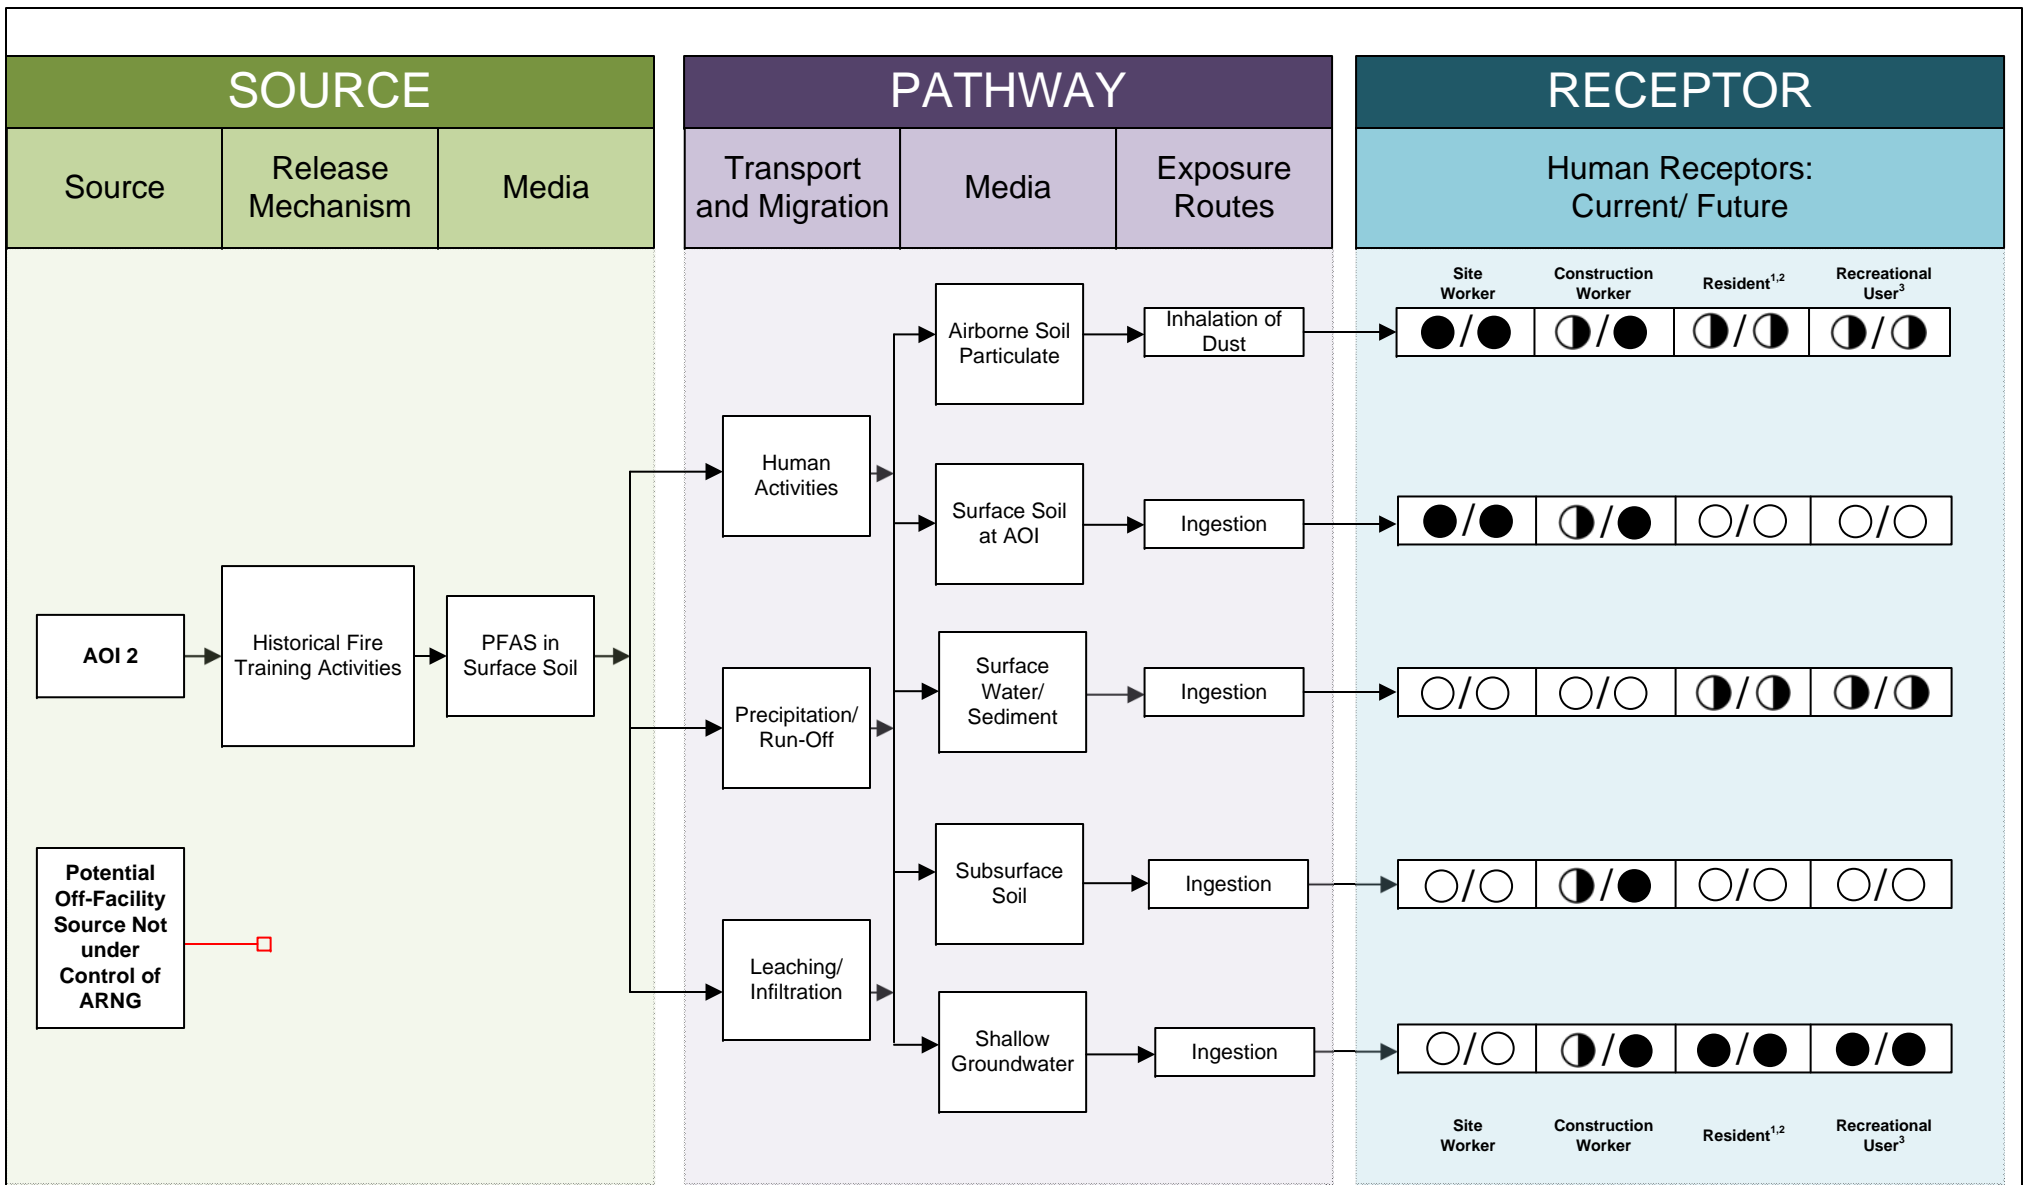 SOURCE
PATHWAY
RECEPTOR
Source
Release
Mechanism
Media
Transport
and Migration
Media
Exposure
Routes
Human Receptors:
Current/ Future
Site
Worker
Construction
Worker
Resident1,2
Recreational
User3
Airborne Soil
Particulate
Inhalation of
Dust
/
/
/
/
Human
Activities
Surface Soil
at AOI
Ingestion
/
/
/
/
AOI 2
Historical Fire
Training Activities
PFAS in
Surface Soil
Precipitation/
Run-Off
Surface
Water/
Sediment
Ingestion
/
/
/
/
Potential
Off-Facility
Source Not
under
Control of
ARNG
Subsurface
Soil
Ingestion
/
/
/
/
Leaching/
Infiltration
Shallow
Groundwater
Ingestion
/
/
/
/
Site
Worker
Construction
Worker
Resident1,2
Recreational
User3